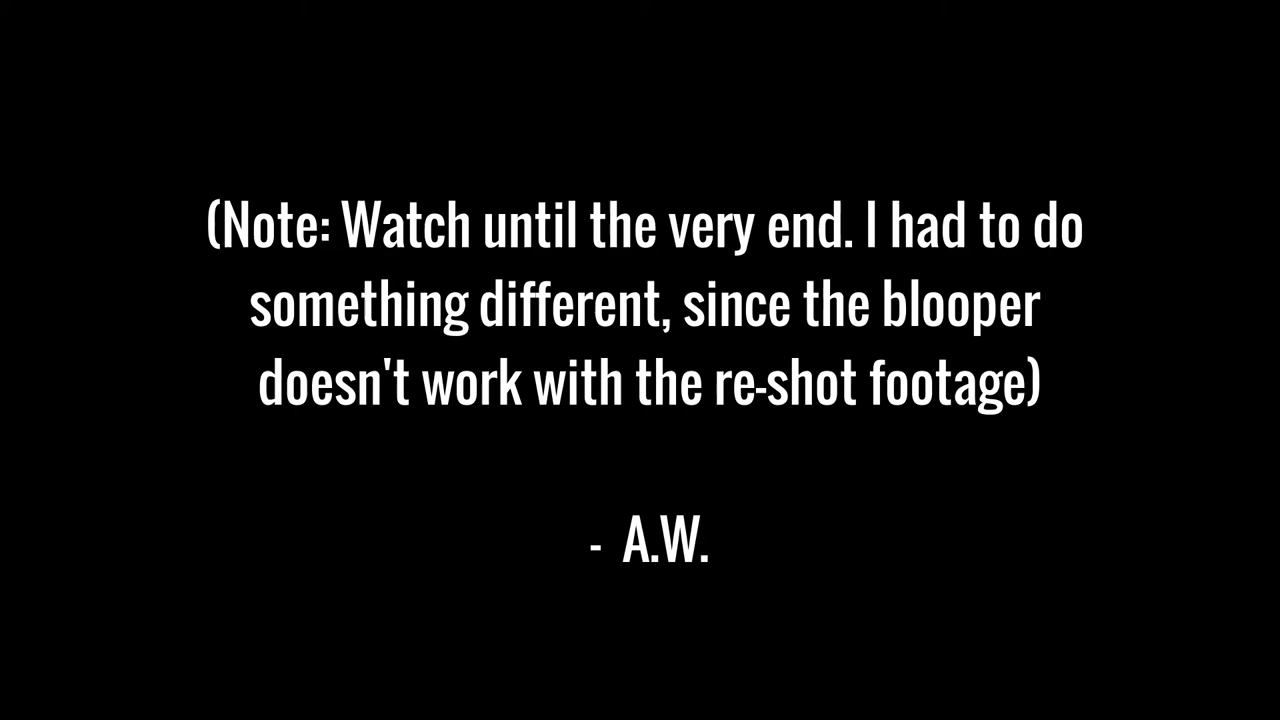 (Note: Watch until the very end. I had to do
something different, since the blooper
doesn't work with the re-shot footage)
- A.W.